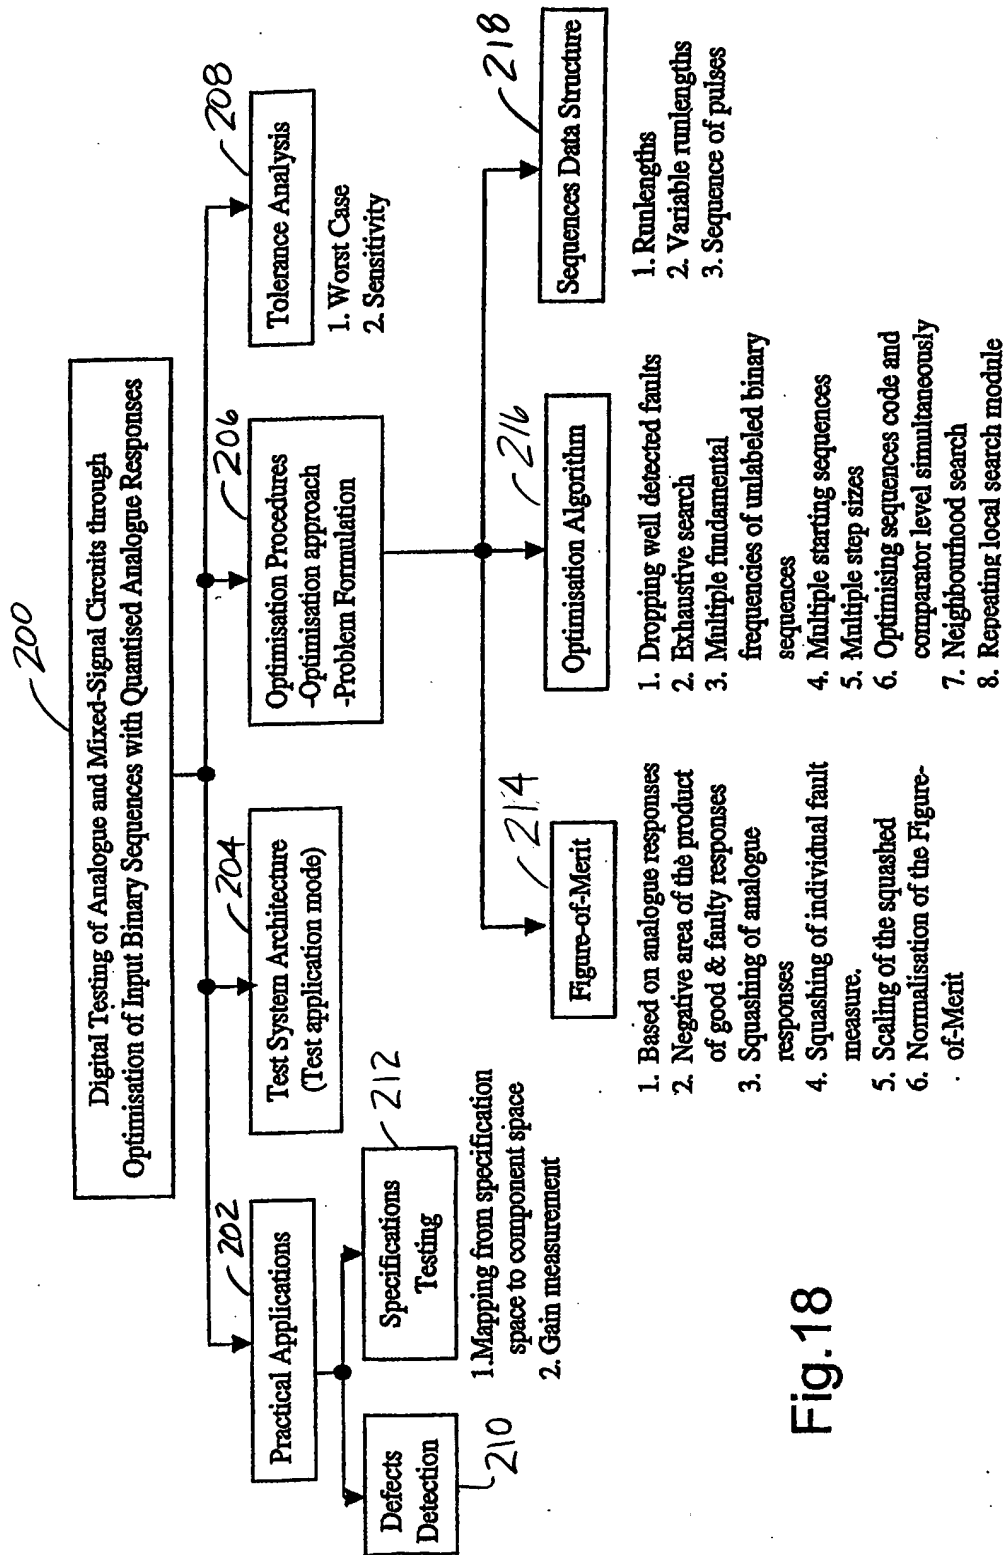 200
Digital Testing of Analogue and Mixed-Signal Circuits through
Optimisation of Input Binary Sequences with Quantised Analogue Responses
202
Practical Applications
204
Test System Architecture
(Test application mode)
206
Optimisation Procedures
-Optimisation approach
-Problem Formulation
208
Tolerance Analysis
1. Worst Case
2. Sensitivity
Defects
Detection
210
212
Specifications
Testing
1.Mapping from specification
space to component space
2. Gain measurement
214
Figure-of-Merit
1. Based on analogue responses
2. Negative area of the product
of good & faulty responses
3. Squashing of analogue
responses
4. Squashing of individual fault
measure.
5. Scaling of the squashed
6. Normalisation of the Figure-
of-Merit
216
Optimisation Algorithm
1. Dropping well detected faults
2. Exhaustive search
3. Multiple fundamental
frequencies of unlabeled binary
sequences
4. Multiple starting sequences
5. Multiple step sizes
6. Optimising sequences code and
comparator level simultaneously
7. Neighbourhood search
8. Repeating local search module
218
Sequences Data Structure
1. Runlengths
2. Variable runlengths
3. Sequence of pulses
Fig.18